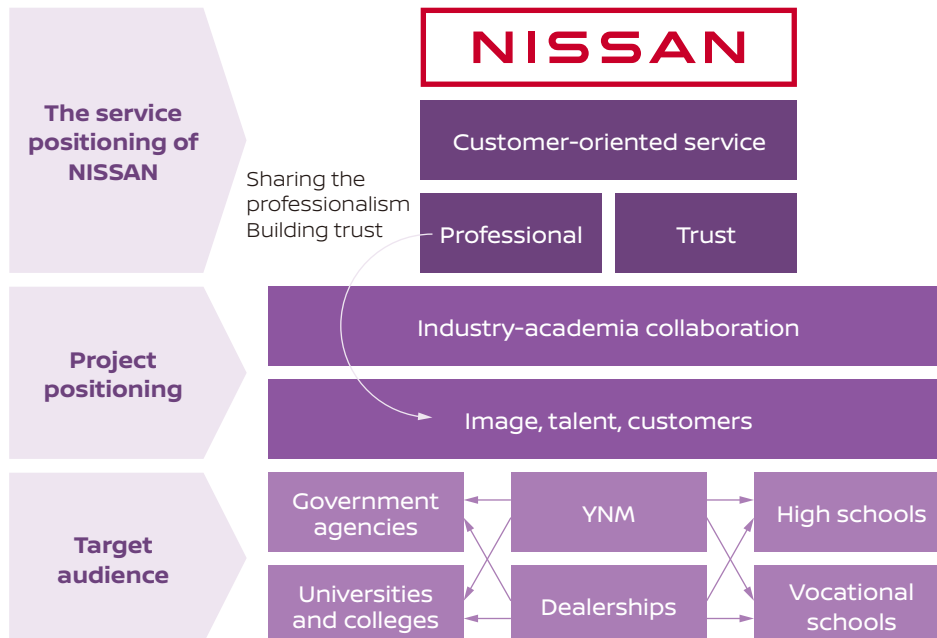 NISSAN
The service
positioning of
NISSAN
Customer-oriented service
Sharing the
professionalism
Building trust
Professional
Trust
Project
positioning
Industry-academia collaboration
Image, talent, customers
Target
audience
Government
agencies
YNM
High schools
Universities
and colleges
Dealerships
Vocational
schools